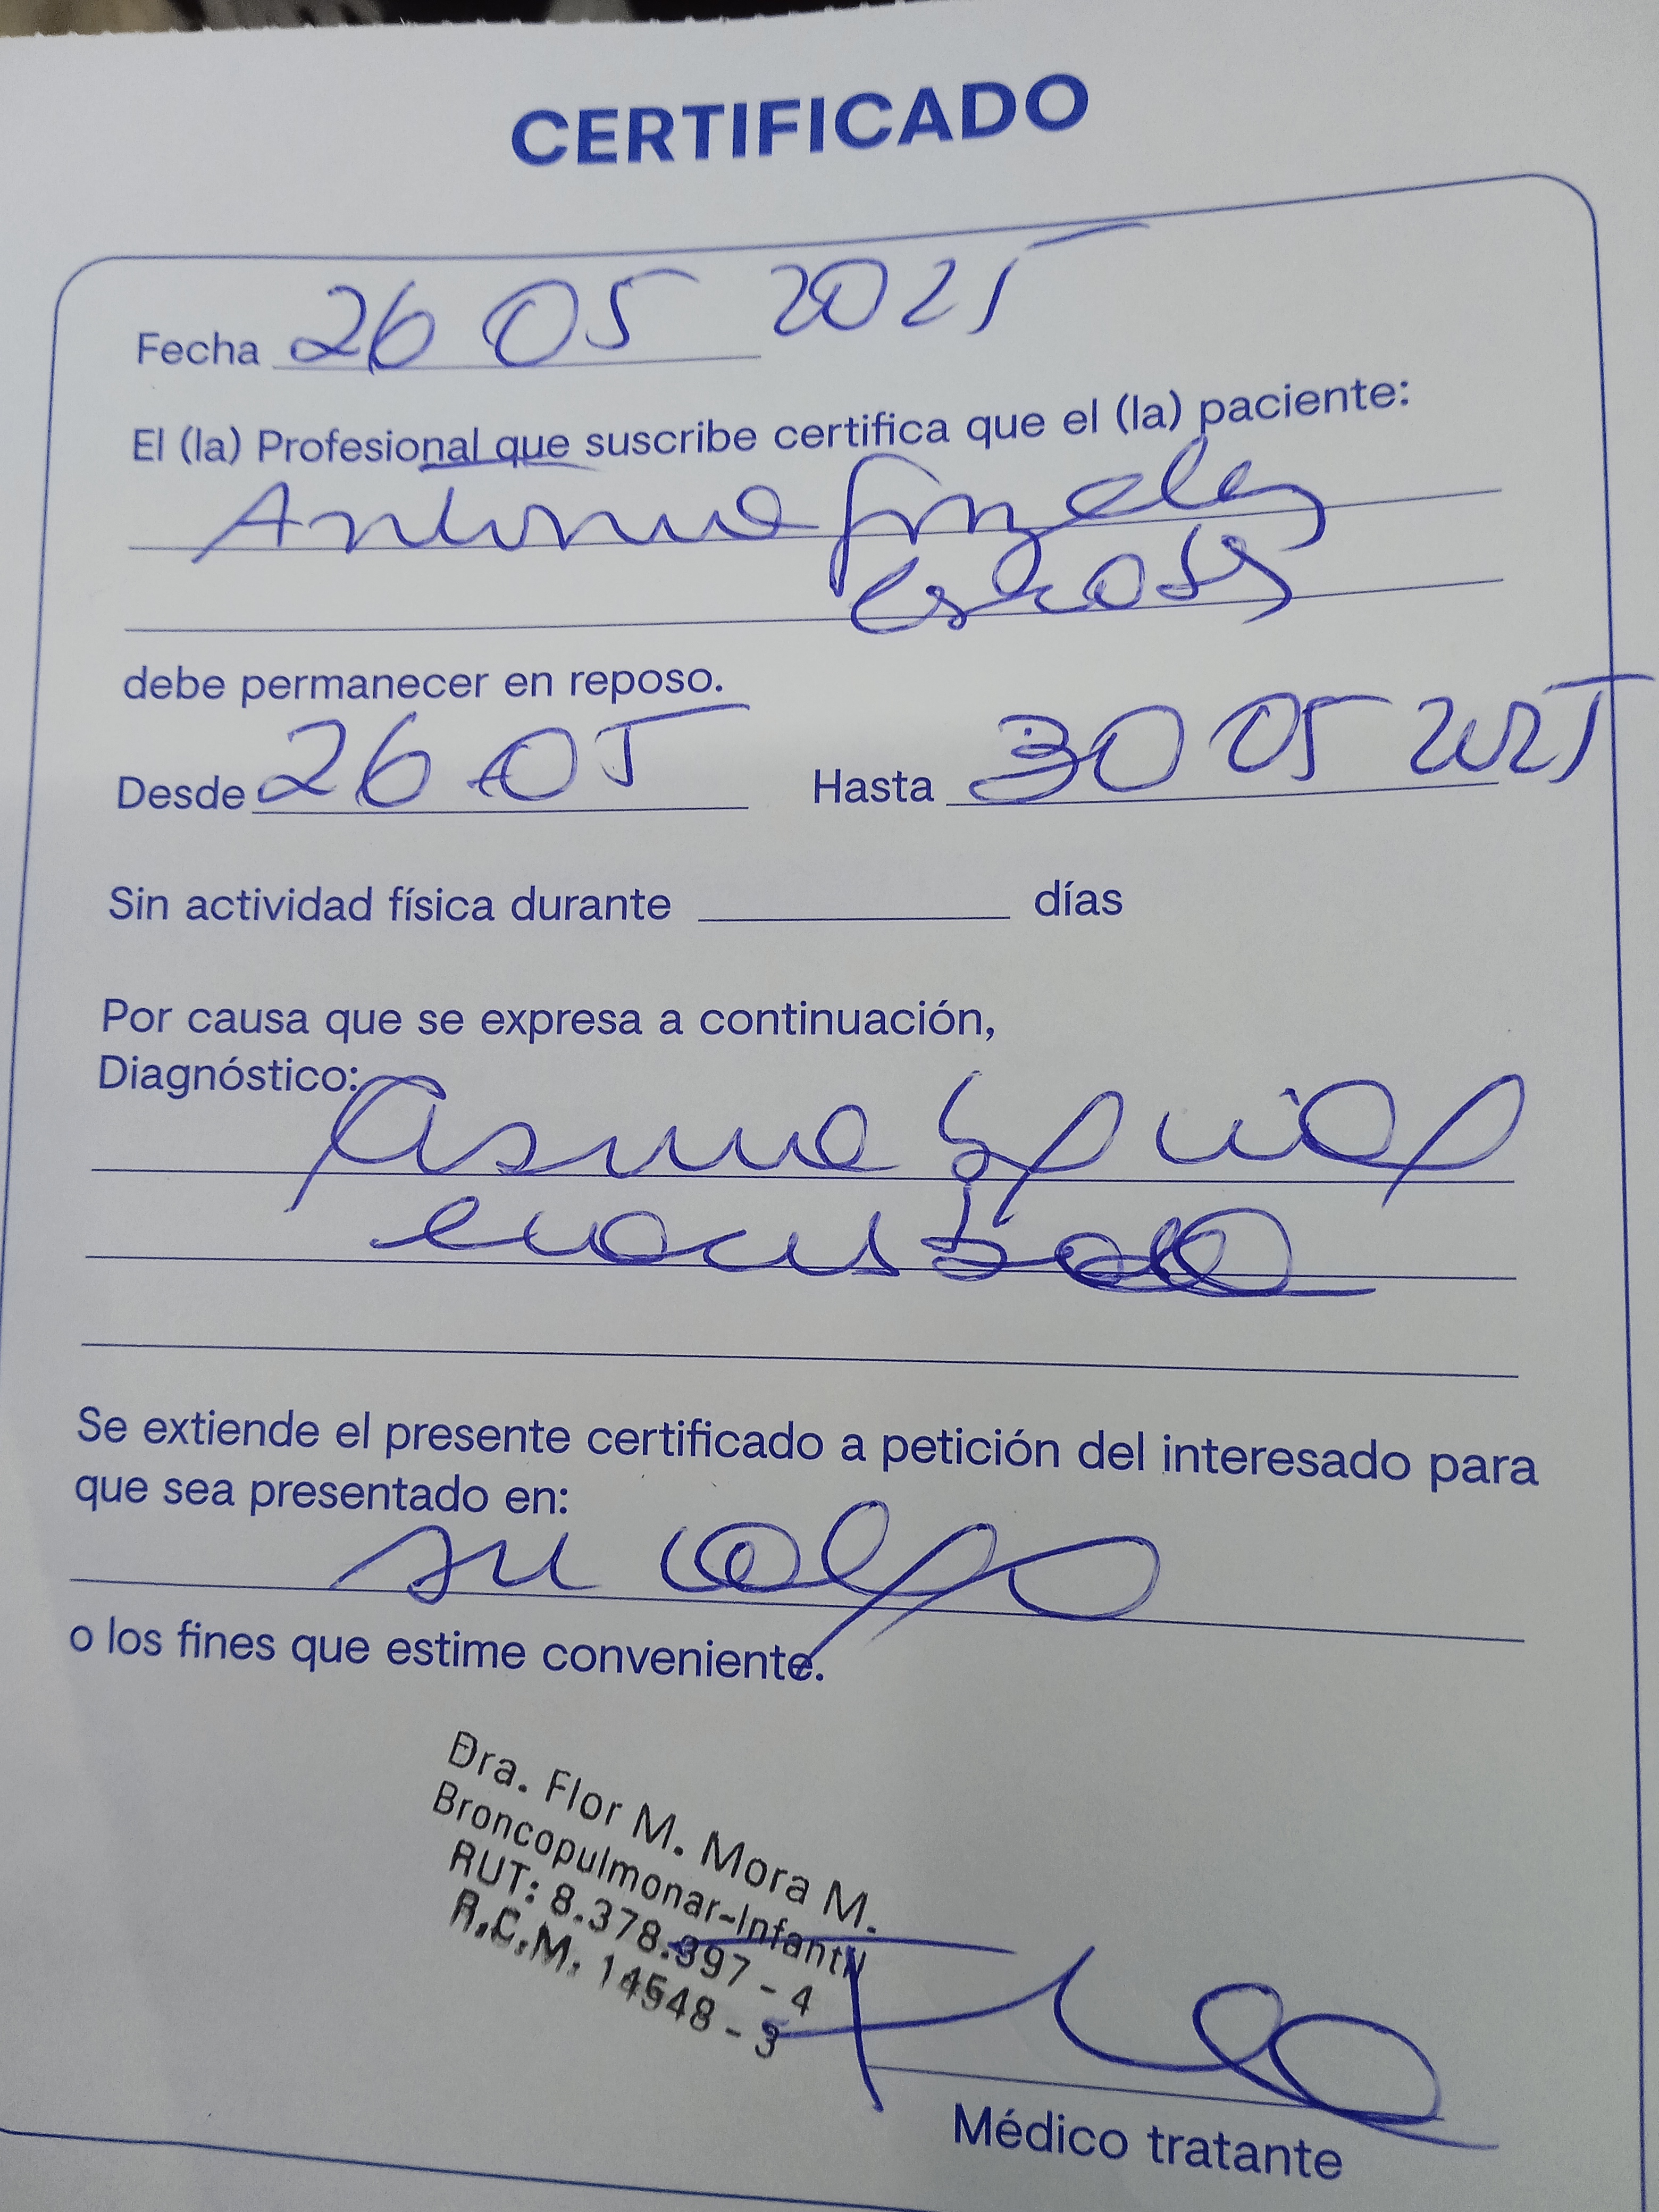 CERTIFICADO
Fecha 26 05 2025
El (la) Profesional que suscribe certifica que el (la) paciente:
debe permanecer en reposo.
Desde 26 05 Hasta 30 05 2025
Sin actividad física durante días
Por causa que se expresa a continuación,
Diagnóstico:
Asma
Se extiende el presente certificado a petición del interesado para
que sea presentado en:
su
o los fines que estime conveniente.
Dra. Flor M. Mora M.
Broncopulmonar-Infantil
RUT: 8.378.397 - 4
R.C.M. 14548 - 3
Médico tratante